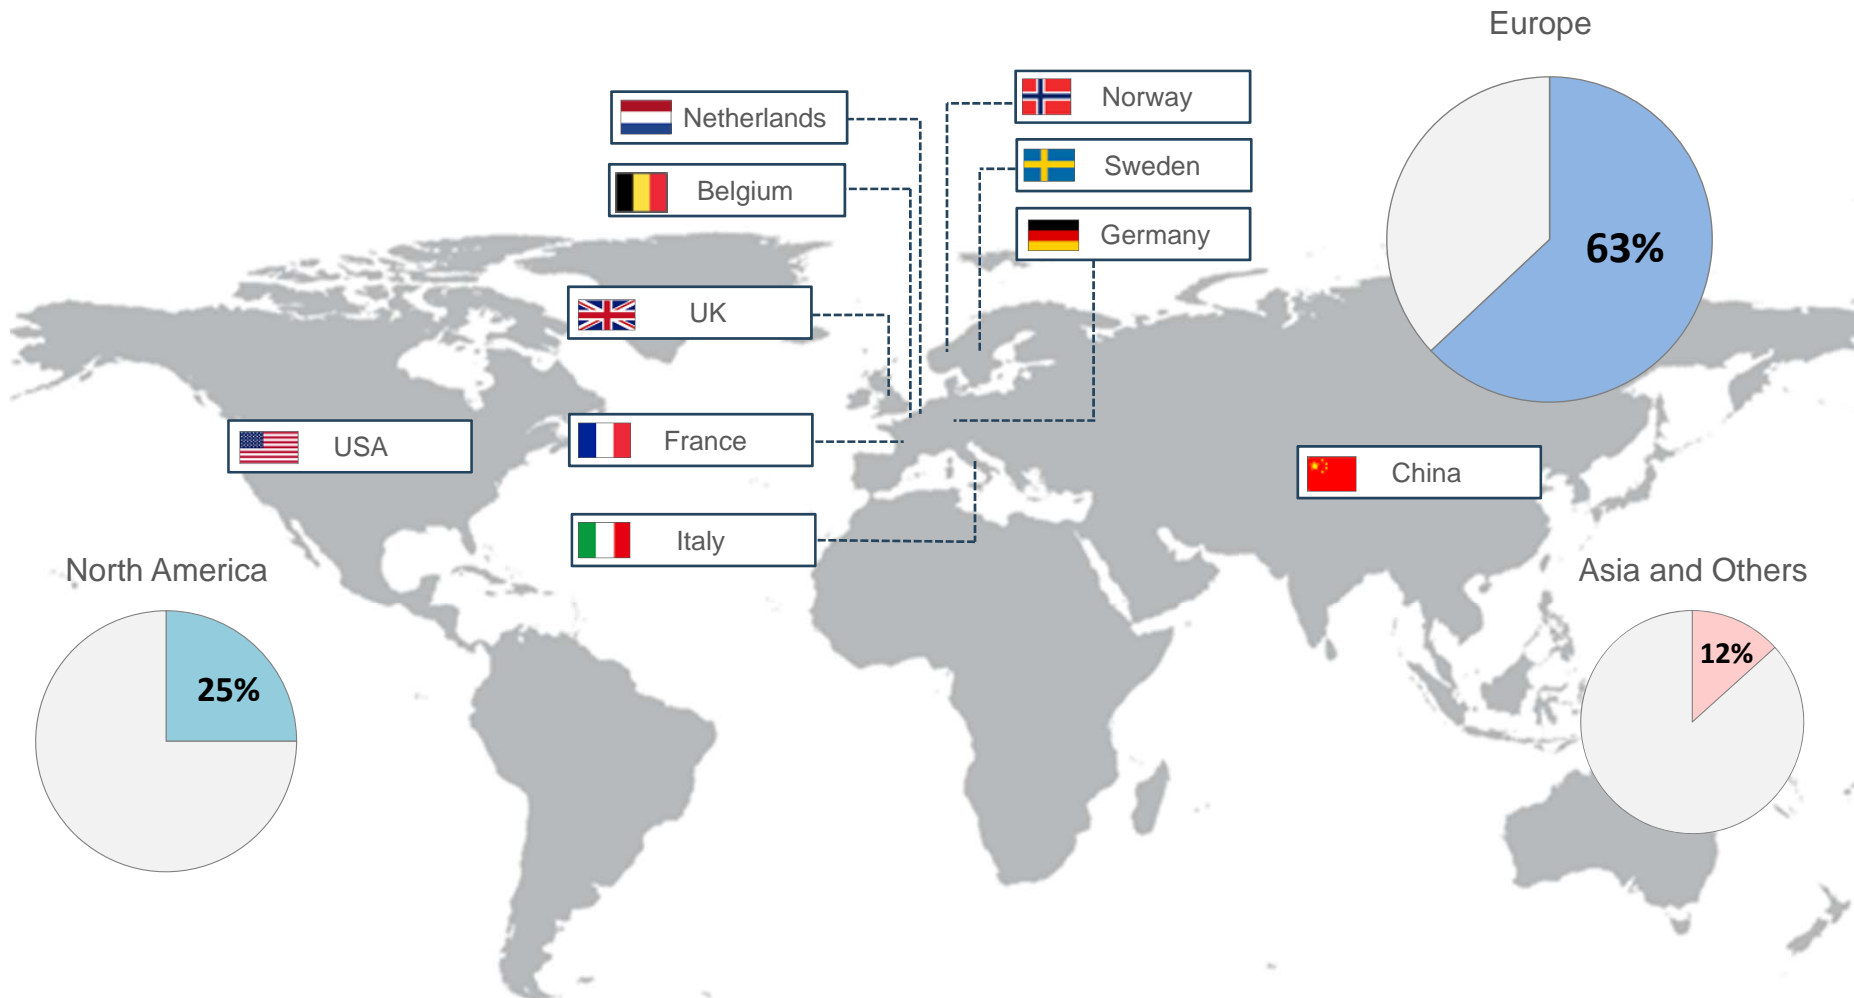 Europe
Netherlands
Norway
Belgium
Sweden
Germany
63%
UK
USA
France
China
Italy
North America
Asia and Others
25%
12%